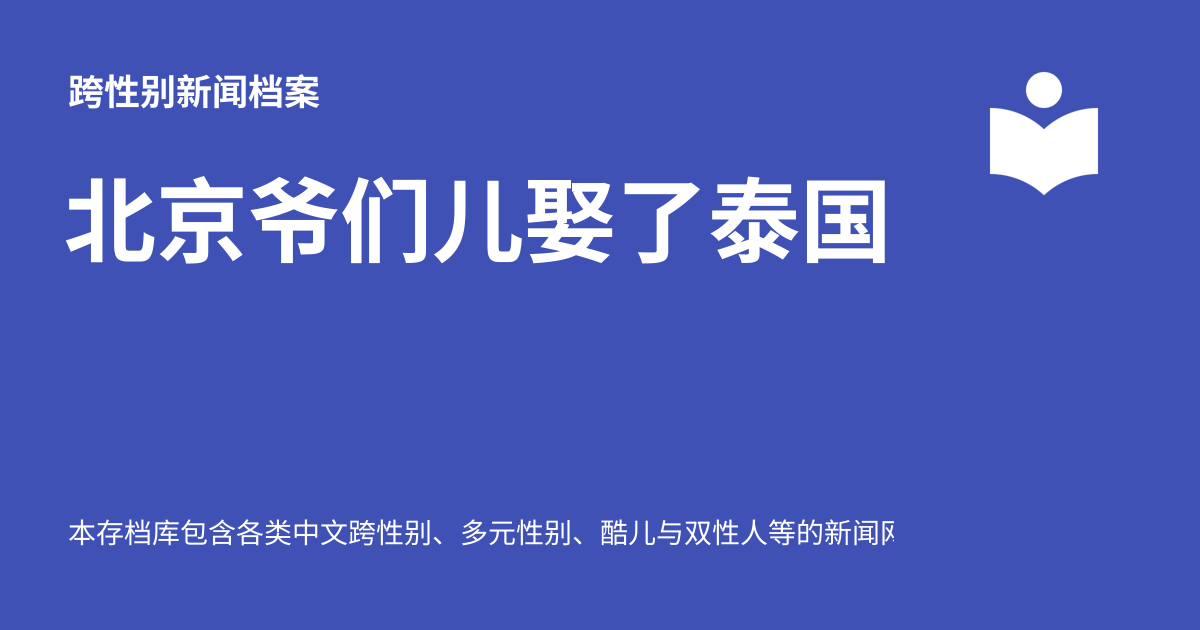 跨性别新闻档案
北京爷们儿娶了泰国
本存档库包含各类中文跨性别、多元性别、酷儿与双性人等的新闻